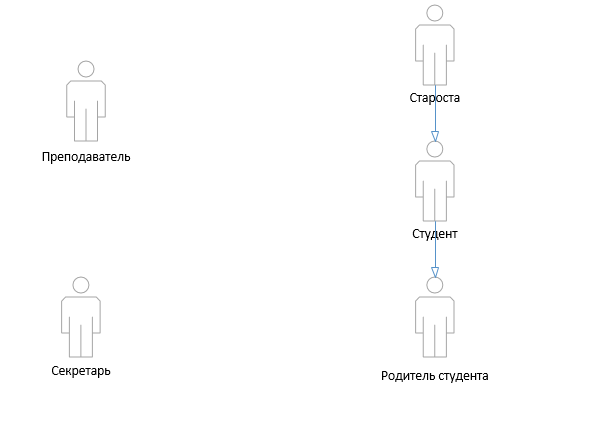 Староста
Преподаватель
Студент
Секретарь
Родитель студента